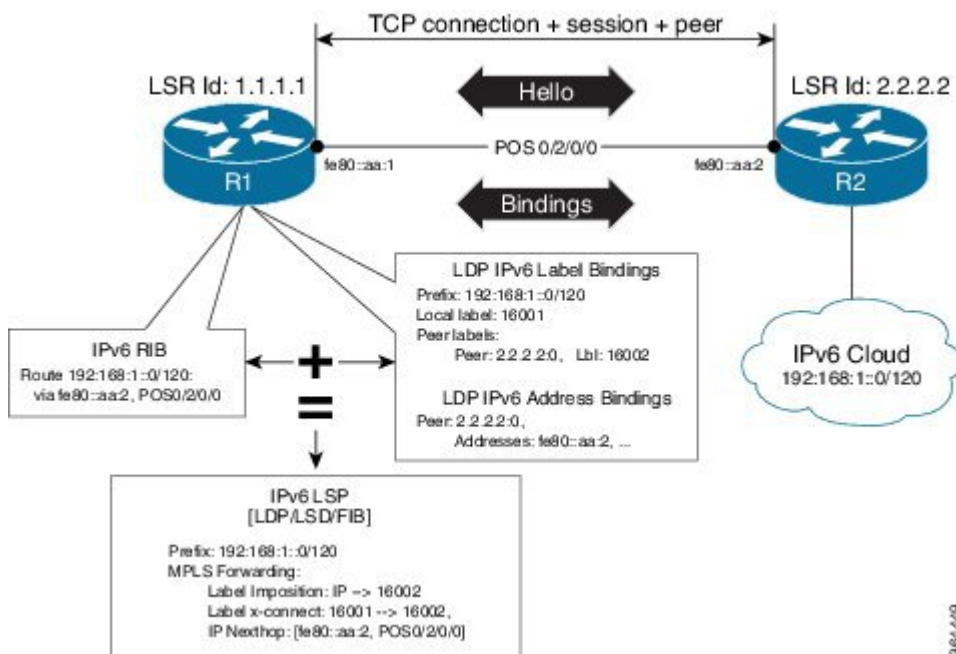 TCP connection + session + peer
LSR Id: 1.1.1.1
LSR Id: 2.2.2.2
Hello
POS 0/2/0/0
fe80::aa:1
fe80::aa:2
R1
R2
Bindings
LDP IPv6 Label Bindings
Prefix: 192:168:1::0/120
Local label: 16001
Peer labels:
Peer: 2.2.2.2:0, Lbl: 16002
LDP IPv6 Address Bindings
Peer: 2.2.2.2:0,
Addresses: fe80::aa:2, ...
IPv6 RIB
Route 192:168:1::0/120:
via fe80::aa:2, POS0/2/0/0
+
=
IPv6 Cloud
192:168:1::0/120
IPv6 LSP
[LDP/LSD/FIB]
Prefix: 192:168:1::0/120
MPLS Forwarding:
Label Imposition: IP --> 16002
Label x-connect: 16001 --> 16002,
IP Nexthop: [fe80::aa:2, POS0/2/0/0]